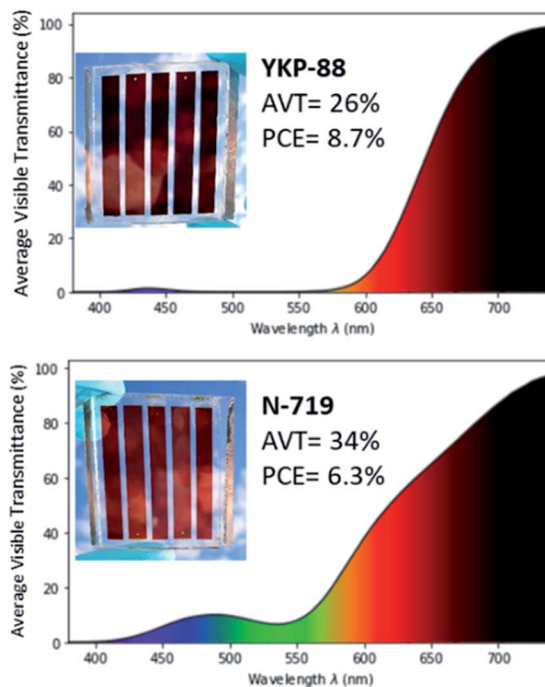 YKP-88
AVT= 26%
PCE= 8.7%
Average Visible Transmittance (%)
100
80
60
40
20
0
400 450 500 550 600 650 700
Wavelength λ (nm)
N-719
AVT= 34%
PCE= 6.3%
Average Visible Transmittance (%)
100
80
60
40
20
0
400 450 500 550 600 650 700
Wavelength λ (nm)